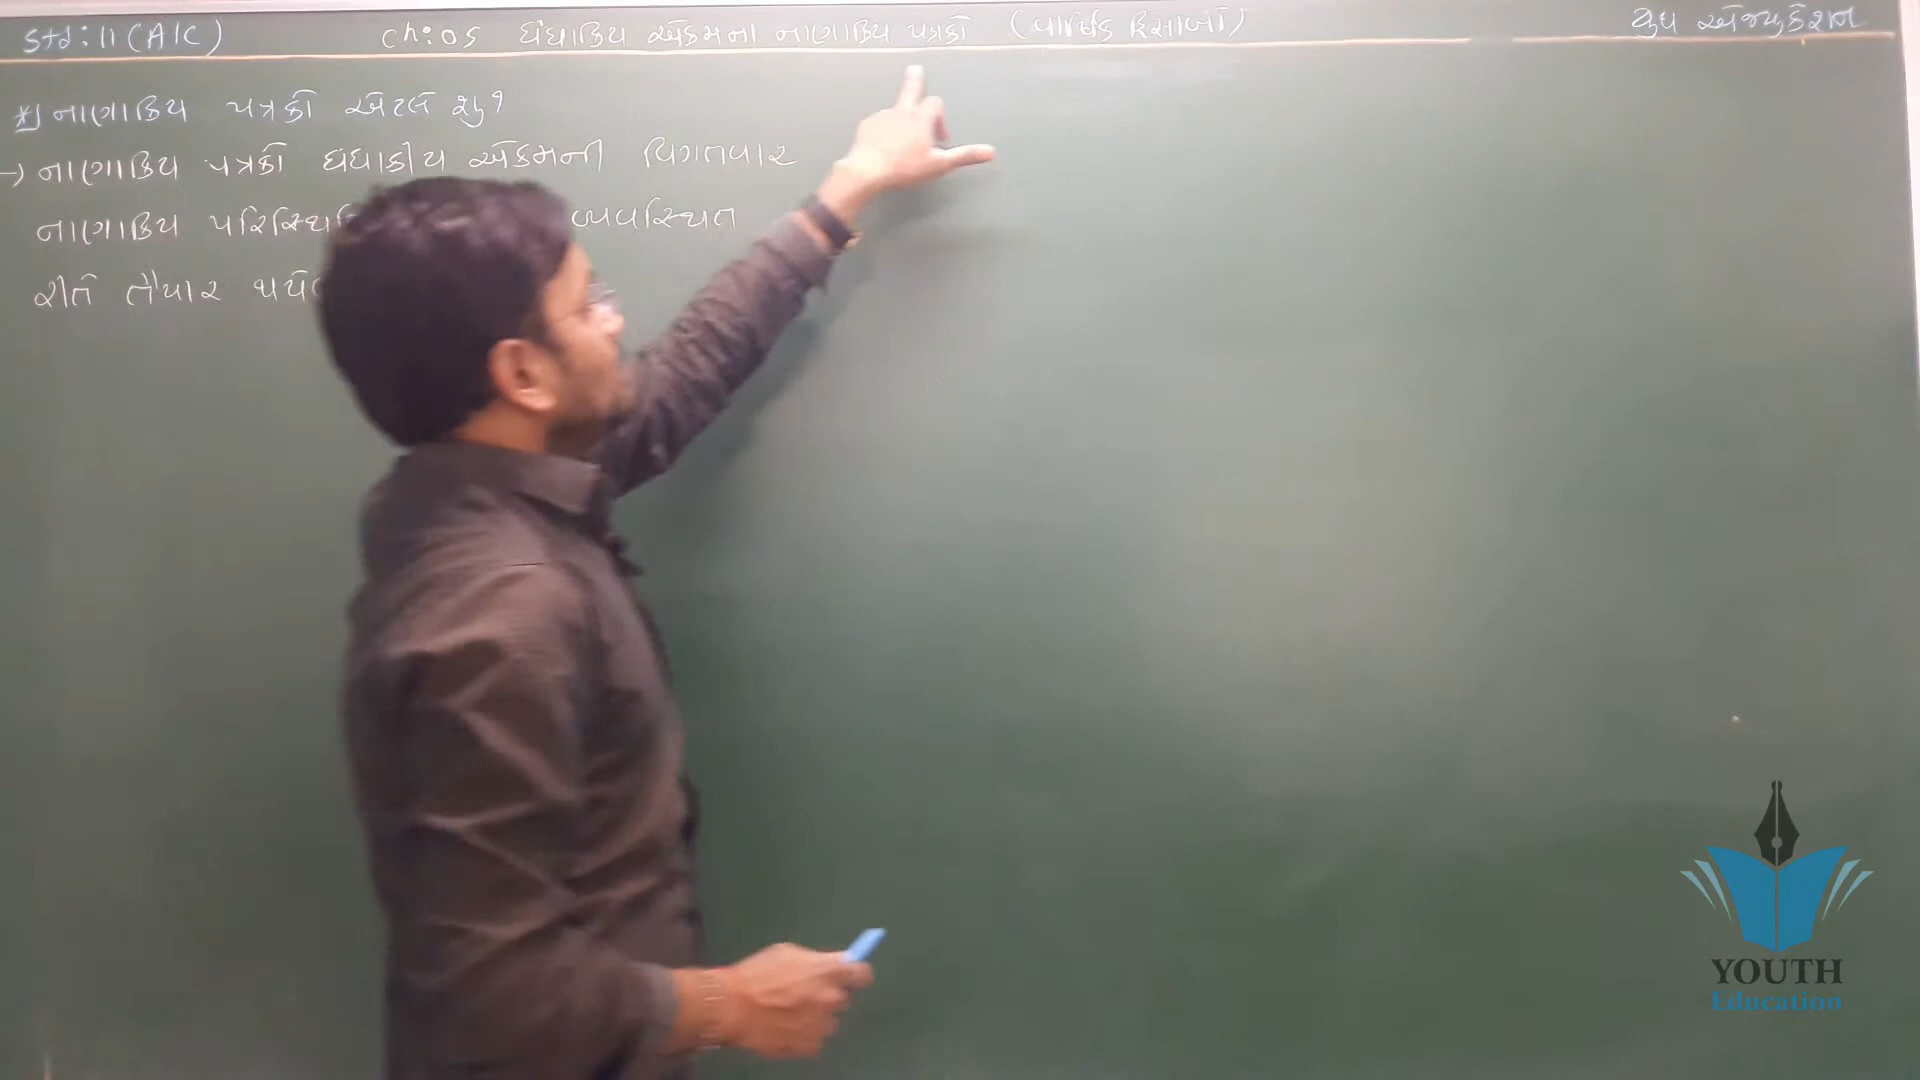 Std : 11 (A/C) ch:05 ધંધાકિય એકમના નાણાકિય પત્રકો (વાર્ષિક હિસાબો) યુથ એજ્યુકેશન
* નાણાકિય પત્રકો એટલે શુ ?
→ નાણાકિય પત્રકો ધંધાકીય એકમની વિગતવાર
નાણાકિય વ્યવસ્થિત
રીતે તૈયાર
YOUTH
Education